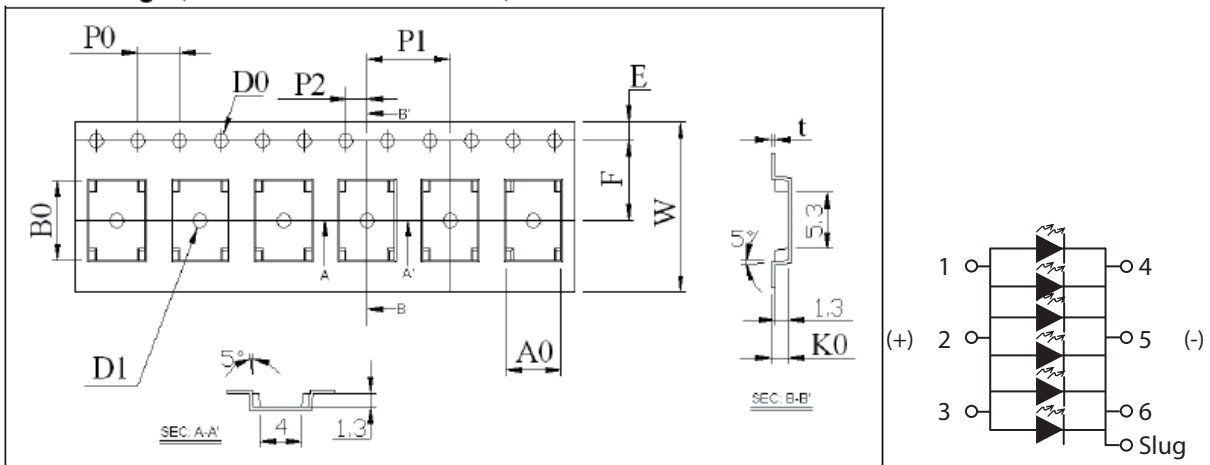 P0
P1
D0
P2
E
B'
t
F
W
B0
5.3
5°
A
A'
B
1.3
K0
D1
A0
5°
4
1.3
SEC: A-A'
SEC: B-B'
1
4
(+)
2
5
(-)
3
6
Slug